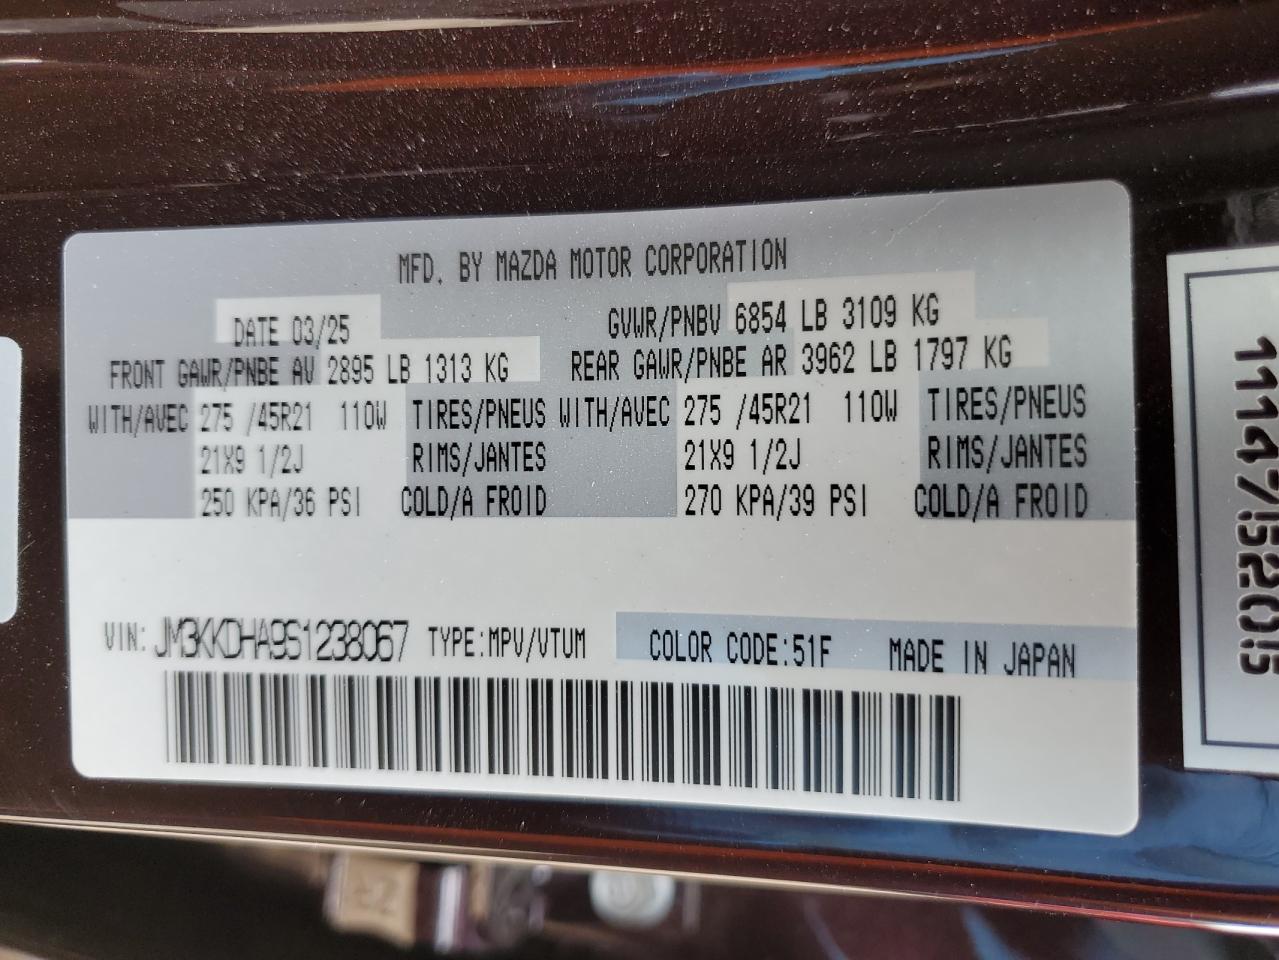 MFD. BY MAZDA MOTOR CORPORATION
DATE 03/25 GVWR/PNBV 6854 LB 3109 KG
FRONT GAWR/PNBE AV 2895 LB 1313 KG REAR GAWR/PNBE AR 3962 LB 1797 KG
WITH/AVEC 275 /45R21 110W TIRES/PNEUS WITH/AVEC 275 /45R21 110W TIRES/PNEUS
21X9 1/2J RIMS/JANTES 21X9 1/2J RIMS/JANTES
250 KPA/36 PSI COLD/A FROID 270 KPA/39 PSI COLD/A FROID
VIN: JM3KKDHA9S1238067 TYPE:MPV/VTUM COLOR CODE:51F MADE IN JAPAN
111475205